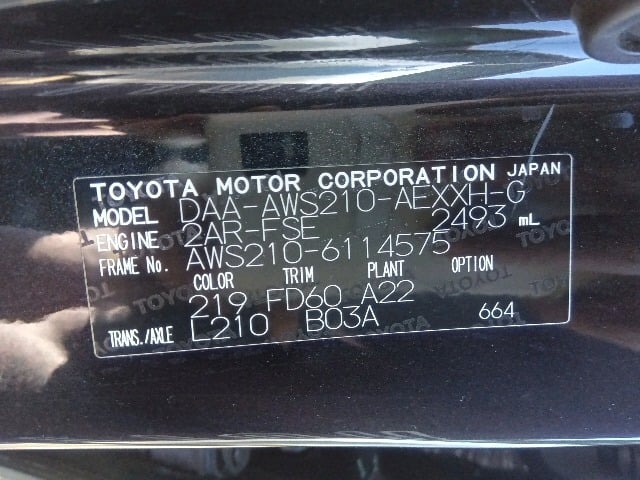 TOYOTA MOTOR CORPORATION JAPAN
MODEL DAA-AWS210-AEXXH-G
ENGINE 2AR-FSE 2493 mL
FRAME No. AWS210-6114575
COLOR TRIM PLANT OPTION
219 FD60 A22
TRANS./AXLE L210 B03A 664